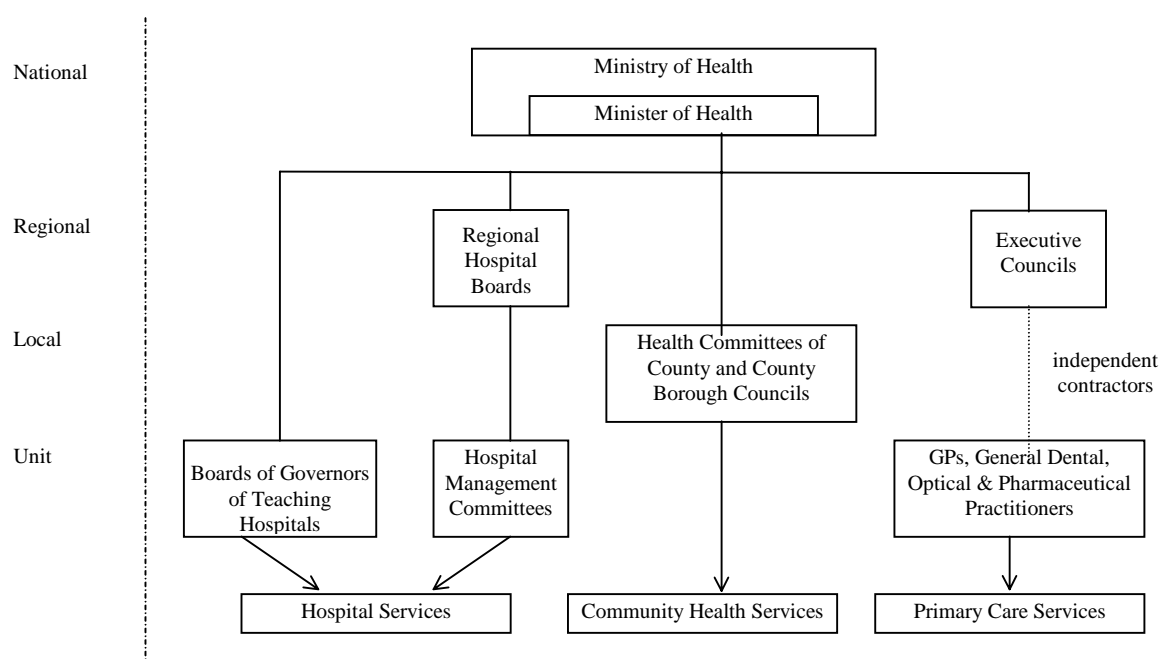 National
Ministry of Health
Minister of Health
Regional
Regional
Hospital
Boards
Executive
Councils
Local
Health Committees of
County and County
Borough Councils
independent
contractors
Unit
Boards of Governors
of Teaching
Hospitals
Hospital
Management
Committees
GPs, General Dental,
Optical & Pharmaceutical
Practitioners
Hospital Services
Community Health Services
Primary Care Services